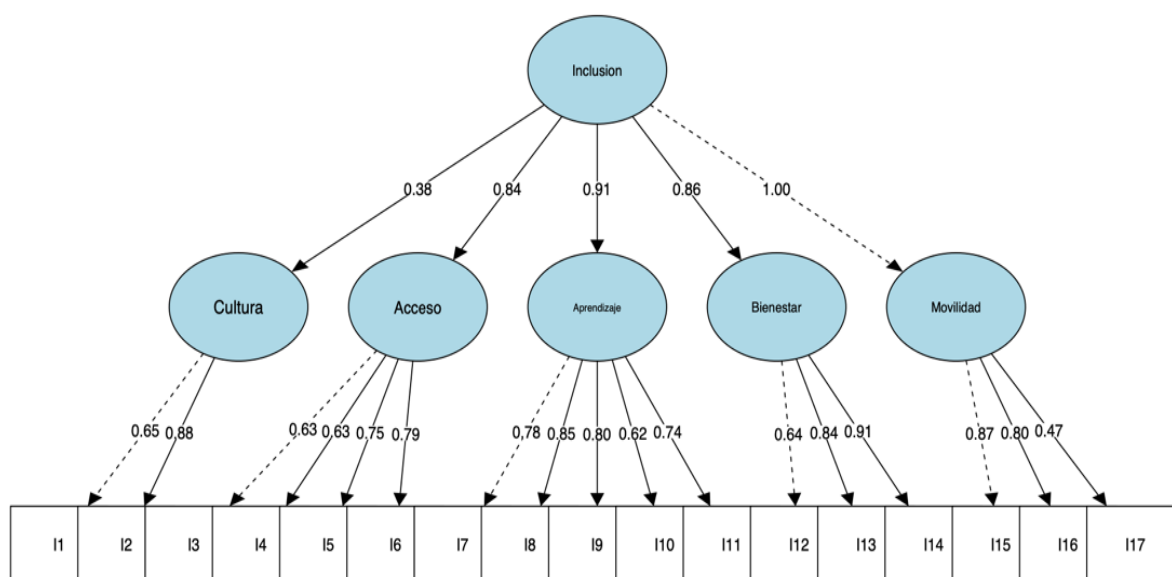 Inclusion
0.38 0.84 0.91 0.86 1.00
Cultura Acceso Aprendizaje Bienestar Movilidad
0.65 0.88 0.63 0.63 0.75 0.79 0,78 0.85 0.80 0.62 0.74 0.64 0.84 0.91 0.87 0.80 0.47
I1 I2 I3 I4 I5 I6 I7 I8 I9 I10 I11 I12 I13 I14 I15 I16 I17